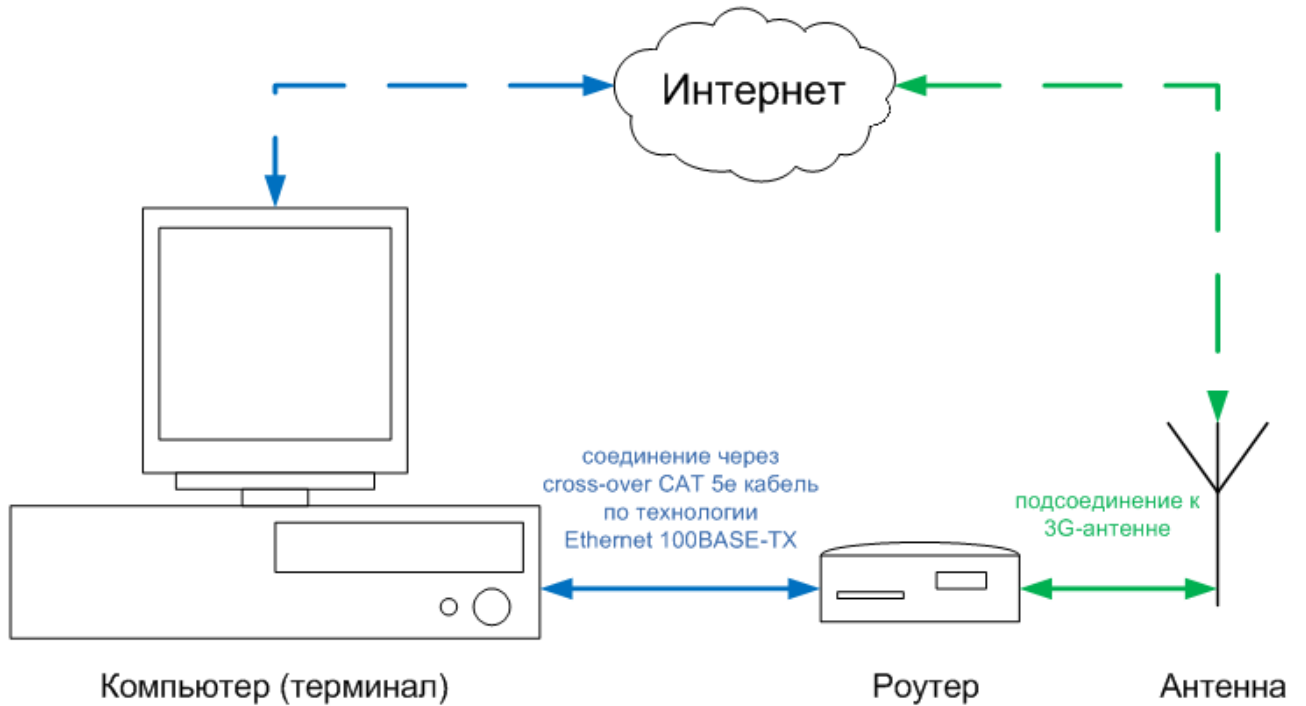 Интернет
соединение через
cross-over CAT 5e кабель
по технологии
Ethernet 100BASE-TX
подсоединение к
3G-антенне
Компьютер (терминал)
Роутер
Антенна